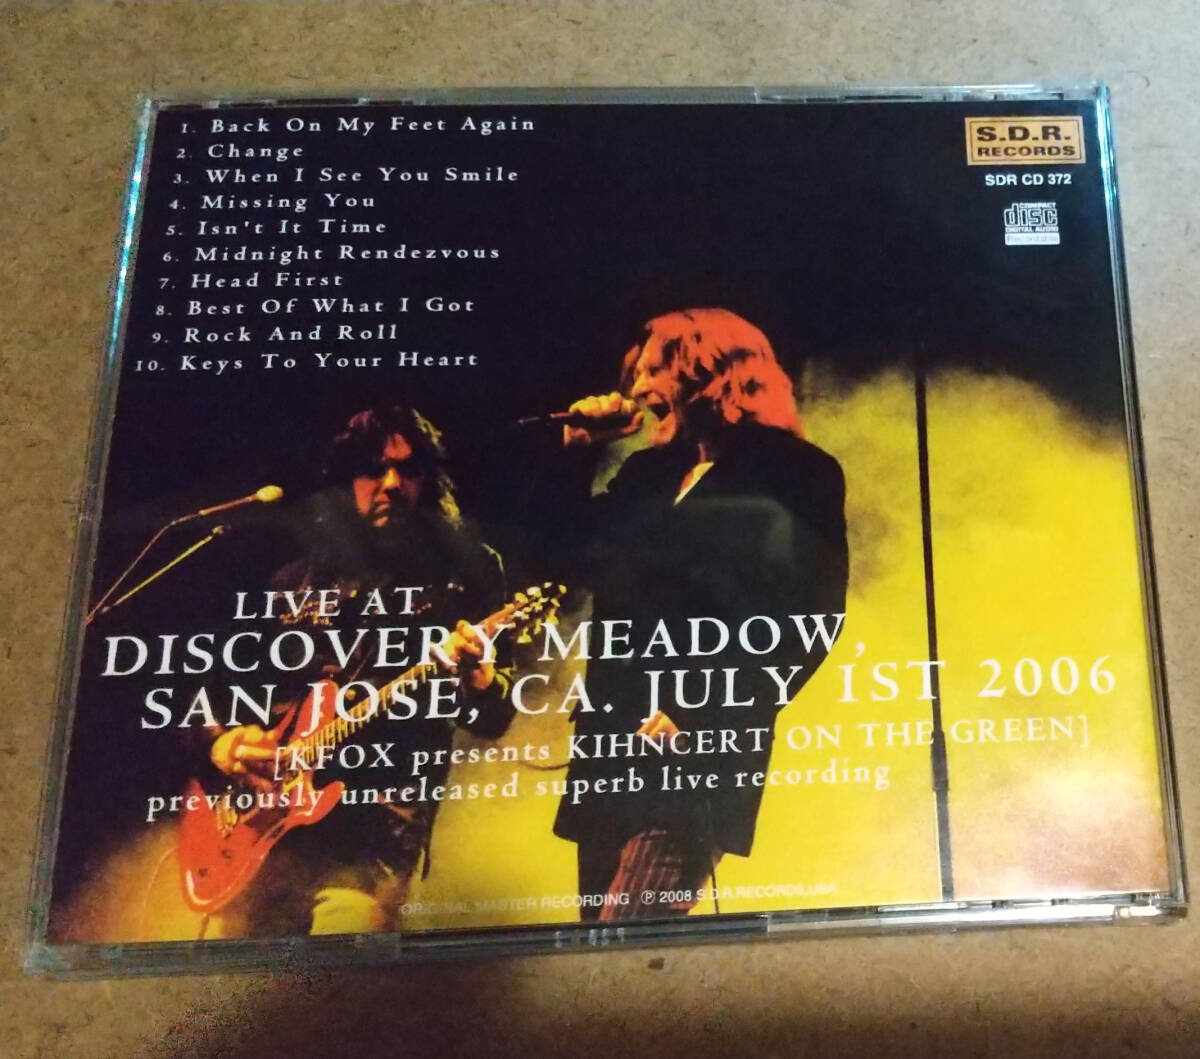 1. Back On My Feet Again
2. Change
3. When I See You Smile
4. Missing You
5. Isn't It Time
6. Midnight Rendezvous
7. Head First
8. Best Of What I Got
9. Rock And Roll
10. Keys To Your Heart
S.D.R.
RECORDS
SDR CD 372
COMPACT
disc
DIGITAL AUDIO
Recordable
LIVE AT
DISCOVERY MEADOW,
SAN JOSE, CA. JULY 1ST 2006
[KFOX presents KIHNCERT ON THE GREEN]
previously unreleased superb live recording
ORIGINAL MASTER RECORDING ℗ 2008 S.D.R.RECORDS.USA